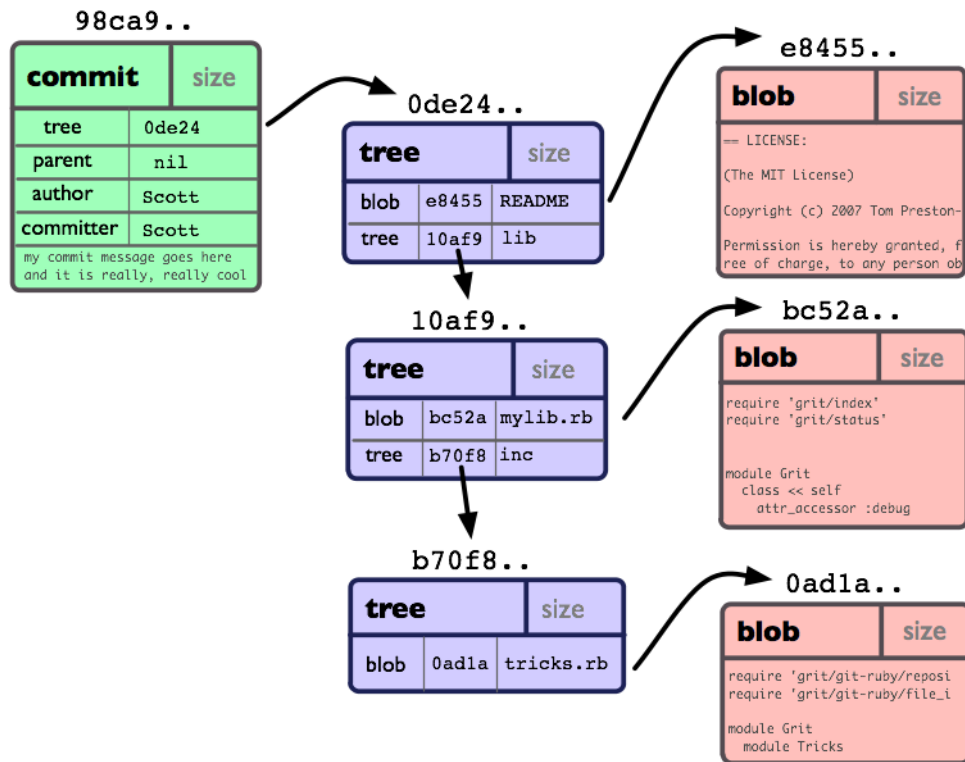 98ca9..
commit size
tree 0de24
parent nil
author Scott
committer Scott
my commit message goes here
and it is really, really cool
0de24..
tree size
blob e8455 README
tree 10af9 lib
10af9..
tree size
blob bc52a mylib.rb
tree b70f8 inc
b70f8..
tree size
blob 0ad1a tricks.rb
e8455..
blob size
== LICENSE:
(The MIT License)
Copyright (c) 2007 Tom Preston-
Permission is hereby granted, f
ree of charge, to any person ob
bc52a..
blob size
require 'grit/index'
require 'grit/status'
module Grit
class << self
attr_accessor :debug
0ad1a..
blob size
require 'grit/git-ruby/reposi
require 'grit/git-ruby/file_i
module Grit
module Tricks